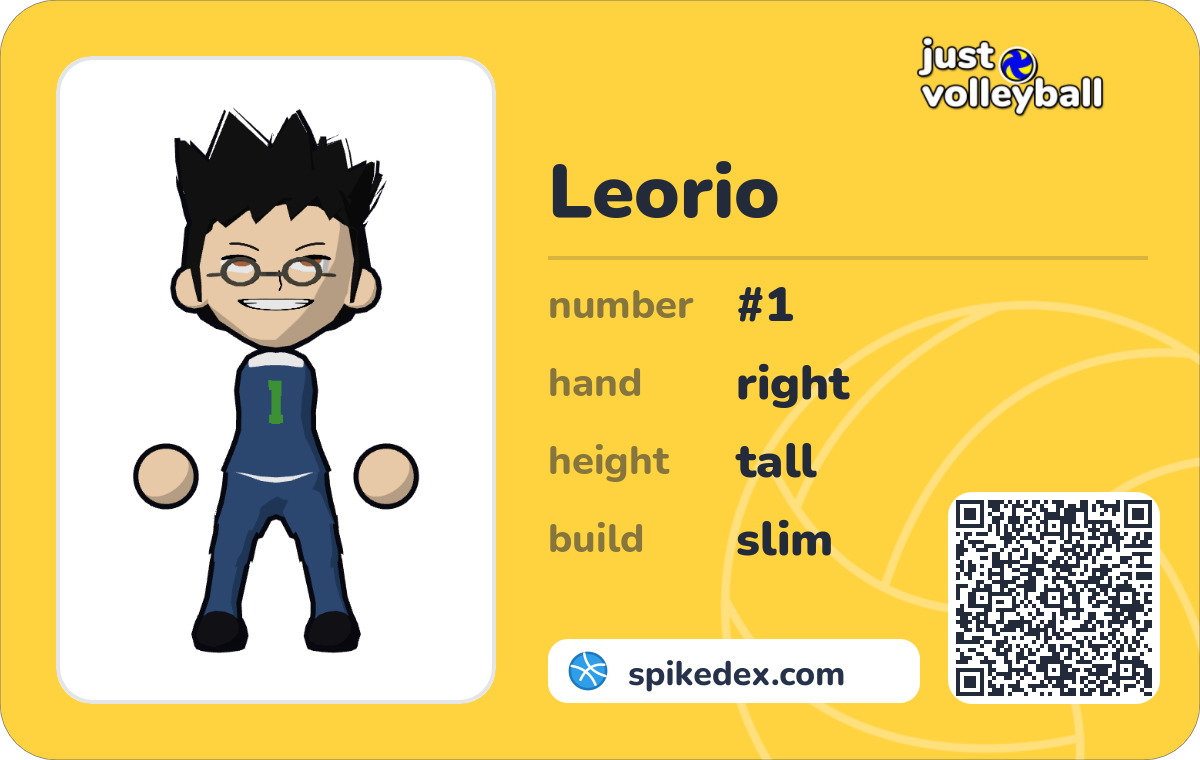 just
volleyball
Leorio
number #1
hand right
height tall
build slim
1
spikedex.com